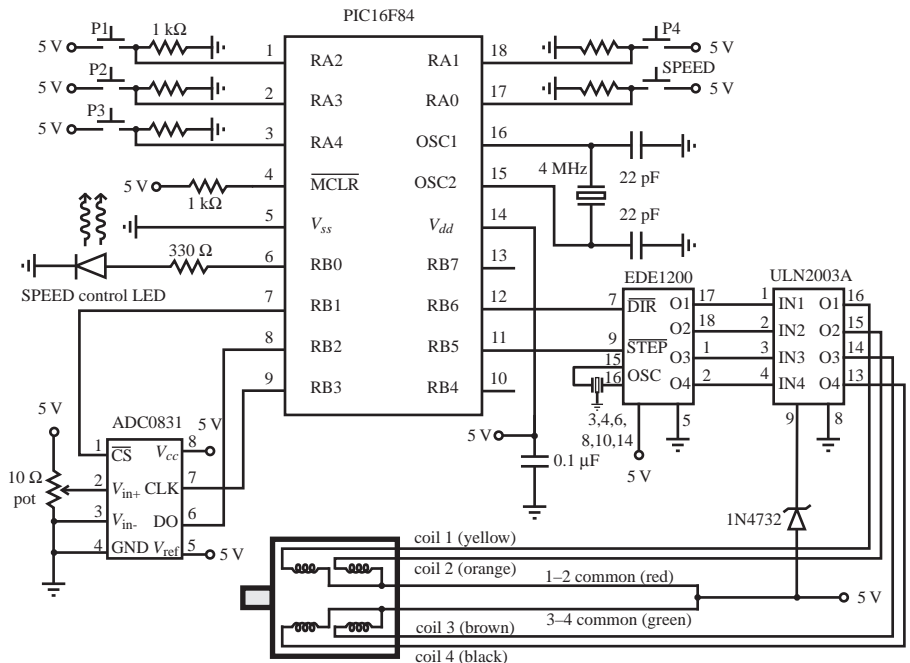 PIC16F84
P1
5 V
1 kΩ
1
RA2
RA1
18
P4
5 V
P2
5 V
2
RA3
RA0
17
SPEED
5 V
P3
5 V
3
RA4
OSC1
16
22 pF
4 MHz
5 V
1 kΩ
4
MCLR
OSC2
15
22 pF
5
Vss
Vdd
14
330 Ω
6
RB0
RB7
13
SPEED control LED
7
RB1
RB6
12
8
RB2
RB5
11
9
RB3
RB4
10
EDE1200
7
DIR
O1
17
O2
18
9
STEP
O3
1
15
OSC
16
O4
2
3,4,6,
8,10,14
5 V
5
ULN2003A
1
IN1
O1
16
2
IN2
O2
15
3
IN3
O3
14
4
IN4
O4
13
9
8
5 V
0.1 µF
1N4732
5 V
10 Ω
pot
ADC0831
1
CS
Vcc
8
5 V
2
Vin+
CLK
7
3
Vin-
DO
6
4
GND
Vref
5
5 V
coil 1 (yellow)
coil 2 (orange)
1–2 common (red)
5 V
3–4 common (green)
coil 3 (brown)
coil 4 (black)